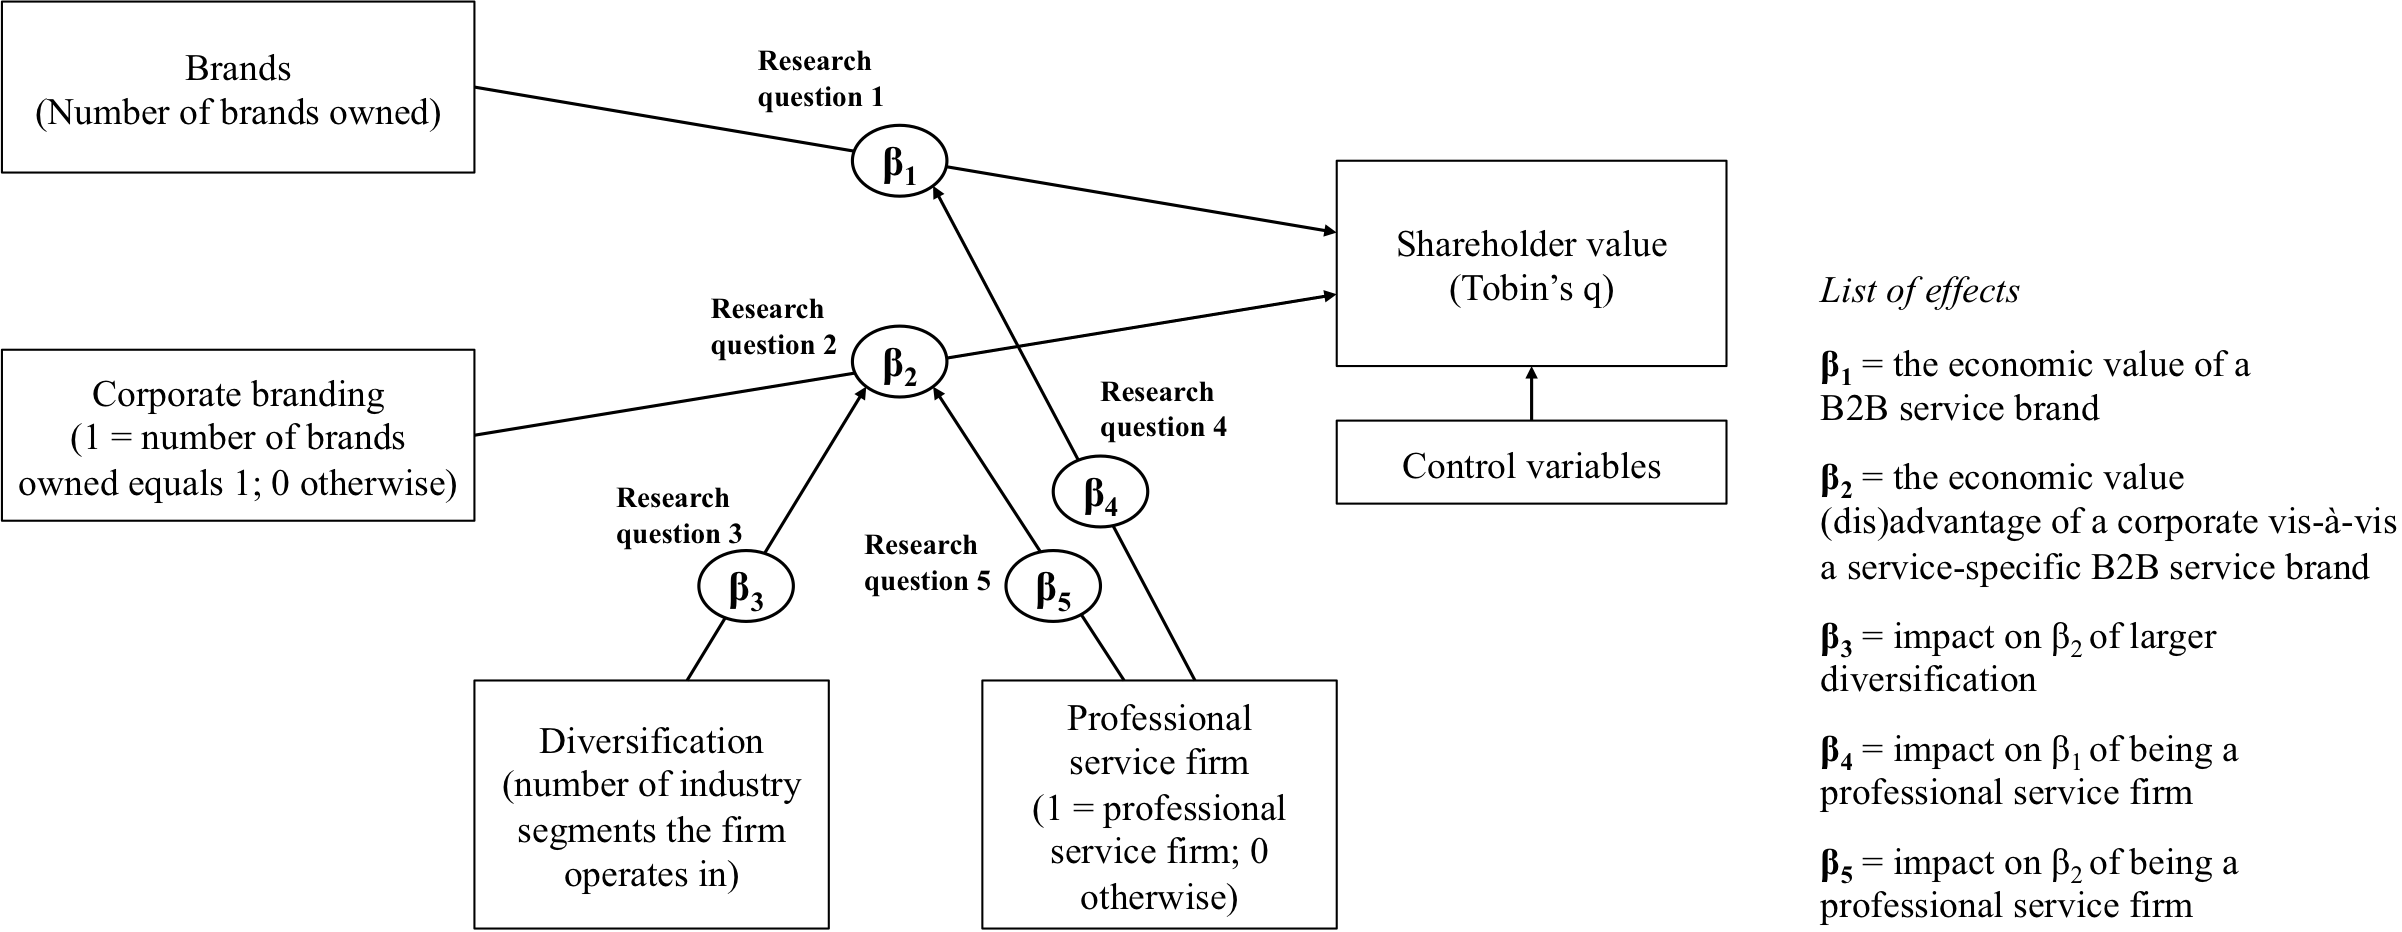 Brands
(Number of brands owned)
Research
question 1
β1
Shareholder value
(Tobin’s q)
Control variables
Corporate branding
(1 = number of brands
owned equals 1; 0 otherwise)
Research
question 2
β2
Research
question 3
β3
Research
question 4
β4
Research
question 5
β5
Diversification
(number of industry
segments the firm
operates in)
Professional
service firm
(1 = professional
service firm; 0
otherwise)
List of effects
β1 = the economic value of a
B2B service brand
β2 = the economic value
(dis)advantage of a corporate vis-à-vis
a service-specific B2B service brand
β3 = impact on β2 of larger
diversification
β4 = impact on β1 of being a
professional service firm
β5 = impact on β2 of being a
professional service firm